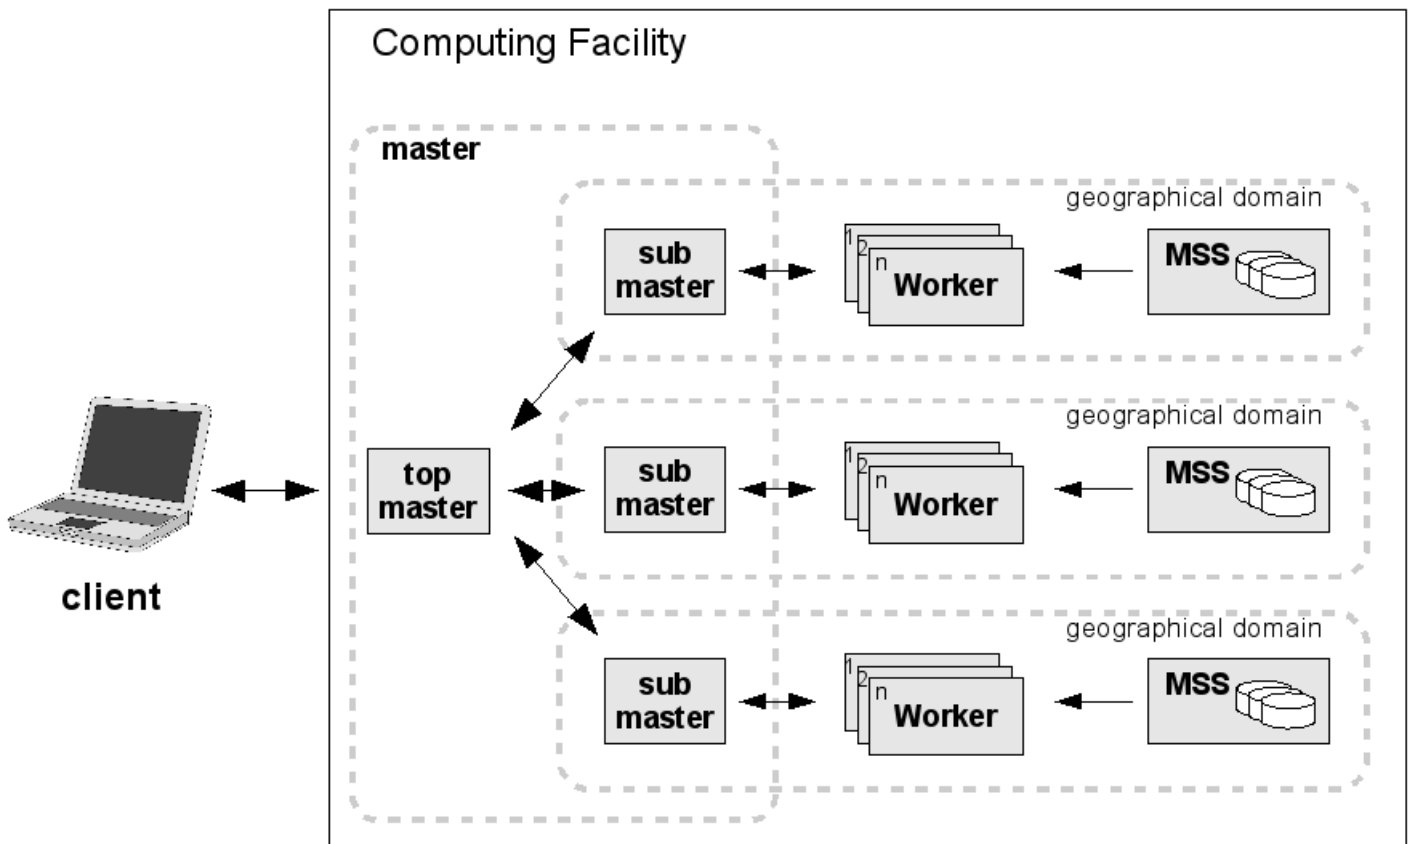 Computing Facility
master
geographical domain
sub
master
1
2
n
Worker
MSS
geographical domain
top
master
sub
master
1
2
n
Worker
MSS
client
geographical domain
sub
master
1
2
n
Worker
MSS